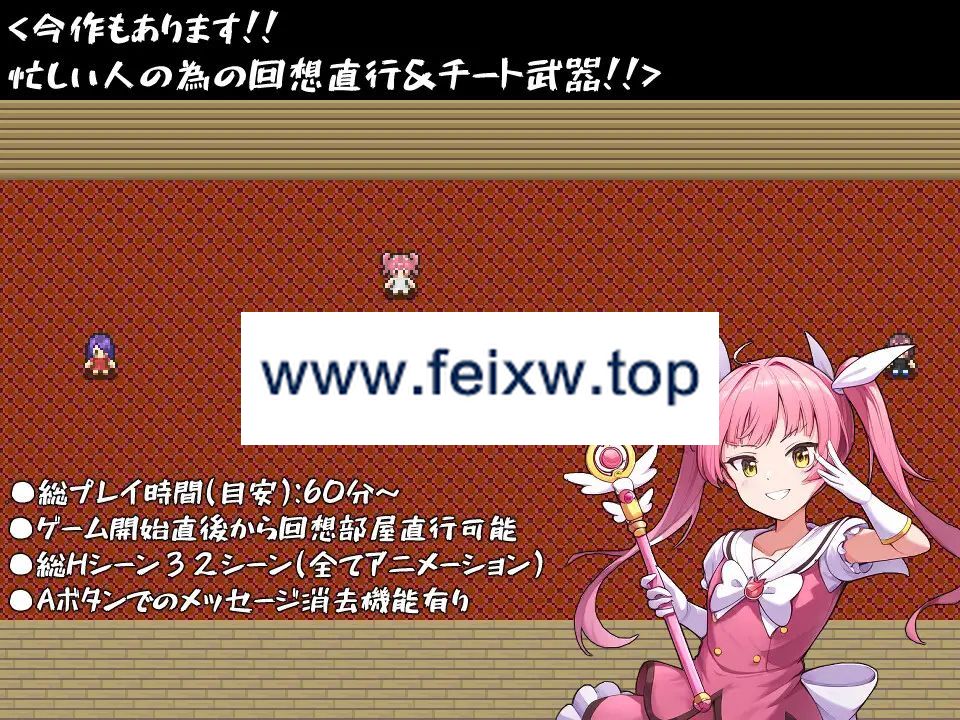 <今作もあります!!
忙しい人の為の回想直行&チート武器!!>
www.feixw.top
●総プレイ時間(目安):60分~
●ゲーム開始直後から回想部屋直行可能
●総Hシーン32シーン(全てアニメーション)
●Aボタンでのメッセージ消去機能有り